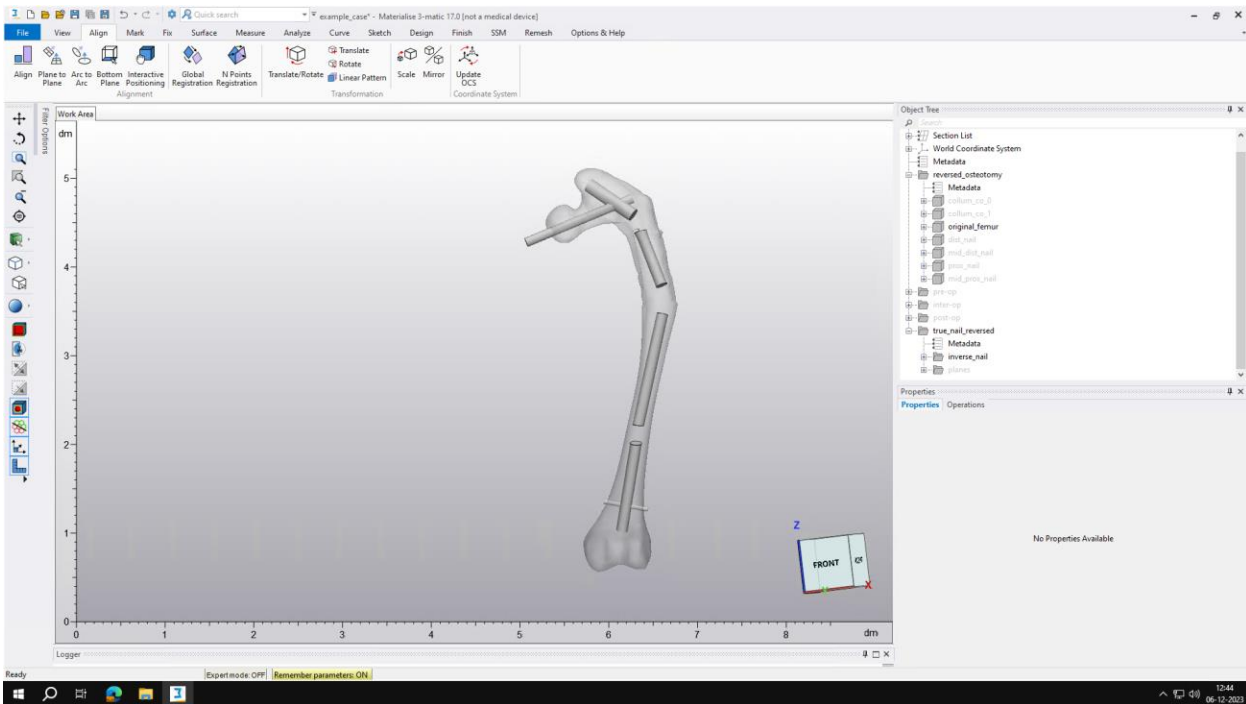 Quick search
example_case* - Materialise 3-matic 17.0 [not a medical device]
File View Align Mark Fix Surface Measure Analyze Curve Sketch Design Finish SSM Remesh Options & Help
Align
Plane to Plane
Arc to Arc
Bottom Plane
Interactive Positioning
Global Registration
N Points Registration
Translate/Rotate
Translate
Rotate
Linear Pattern
Scale
Mirror
Update OCS
Alignment
Transformation
Coordinate System
Filter Options
Work Area
dm
5
4
3
2
1
0
0 1 2 3 4 5 6 7 8 dm
Z
FRONT
X
Object Tree
Search
Section List
World Coordinate System
Metadata
reversed_osteotomy
Metadata
collum_co_0
collum_co_1
original_femur
dist_nail
mid_dist_nail
prox_nail
mid_prox_nail
pre-op
inter-op
post-op
true_nail_reversed
Metadata
inverse_nail
planes
Properties
Properties Operations
No Properties Available
Logger
Ready
Expert mode: OFF
Remember parameters: ON
12:44
06-12-2023